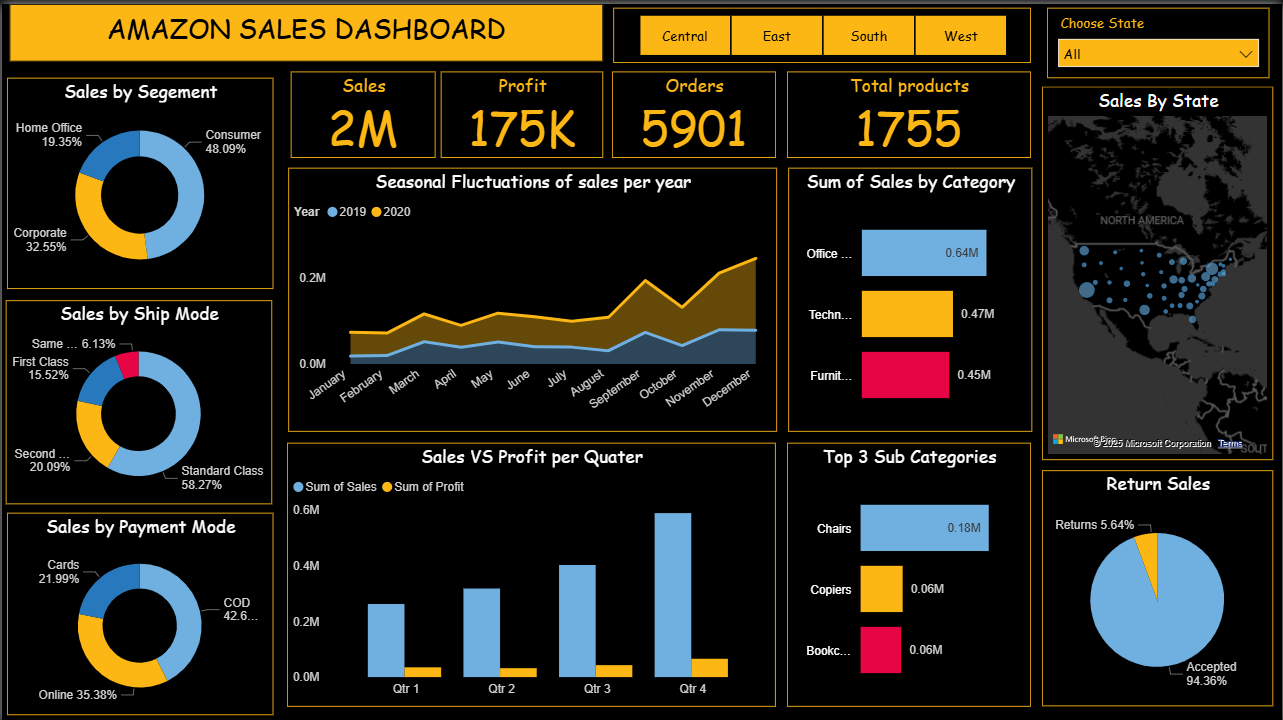 AMAZON SALES DASHBOARD
Central
East
South
West
Choose State
All
Sales by Segement
Home Office
19.35%
Consumer
48.09%
Corporate
32.55%
Sales
2M
Profit
175K
Orders
5901
Total products
1755
Sales By State
NORTH AMERICA
© 2025 Microsoft Corporation
Terms
Seasonal Fluctuations of sales per year
Year
2019
2020
0.2M
0.0M
January
February
March
April
May
June
July
August
September
October
November
December
Sum of Sales by Category
Office ...
0.64M
Techn...
0.47M
Furnit...
0.45M
Sales by Ship Mode
Same ... 6.13%
First Class
15.52%
Second ...
20.09%
Standard Class
58.27%
Sales VS Profit per Quater
Sum of Sales
Sum of Profit
0.6M
0.4M
0.2M
0.0M
Qtr 1
Qtr 2
Qtr 3
Qtr 4
Top 3 Sub Categories
Chairs
0.18M
Copiers
0.06M
Bookc...
0.06M
Return Sales
Returns 5.64%
Accepted
94.36%
Sales by Payment Mode
Cards
21.99%
COD
42.6...
Online 35.38%